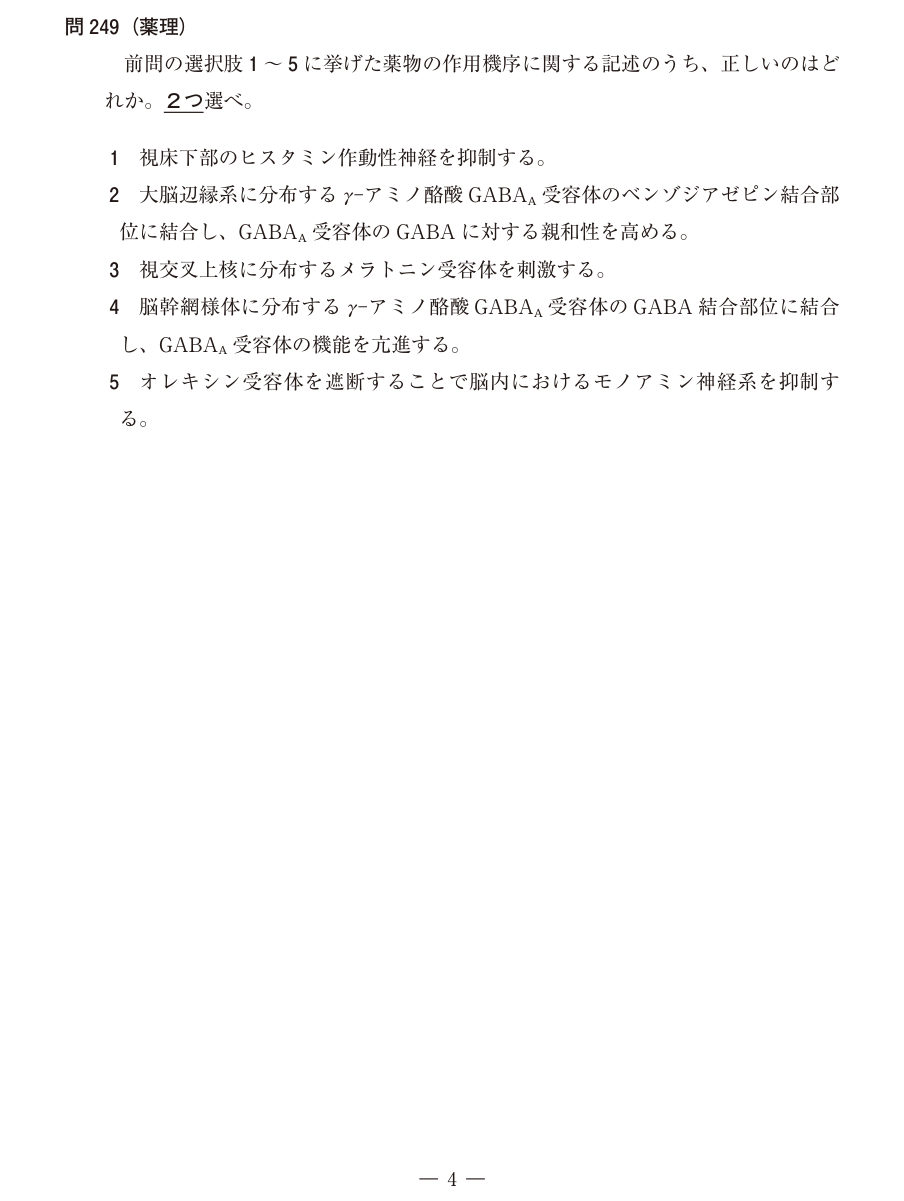 問 249（薬理）
前問の選択肢 1 ～ 5 に挙げた薬物の作用機序に関する記述のうち、正しいのはど
れか。２つ選べ。
1　視床下部のヒスタミン作動性神経を抑制する。
2　大脳辺縁系に分布する γ-アミノ酪酸 GABAA 受容体のベンゾジアゼピン結合部
位に結合し、GABAA 受容体の GABA に対する親和性を高める。
3　視交叉上核に分布するメラトニン受容体を刺激する。
4　脳幹網様体に分布する γ-アミノ酪酸 GABAA 受容体の GABA 結合部位に結合
し、GABAA 受容体の機能を亢進する。
5　オレキシン受容体を遮断することで脳内におけるモノアミン神経系を抑制す
る。
― 4 ―